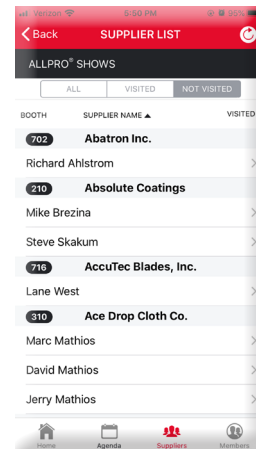 Verizon 5:50 PM 95%
Back SUPPLIER LIST
ALLPRO® SHOWS
ALL VISITED NOT VISITED
BOOTH SUPPLIER NAME ▲ VISITED
702 Abatron Inc.
Richard Ahlstrom
210 Absolute Coatings
Mike Brezina
Steve Skakum
716 AccuTec Blades, Inc.
Lane West
310 Ace Drop Cloth Co.
Marc Mathios
David Mathios
Jerry Mathios
Home Agenda Suppliers Members